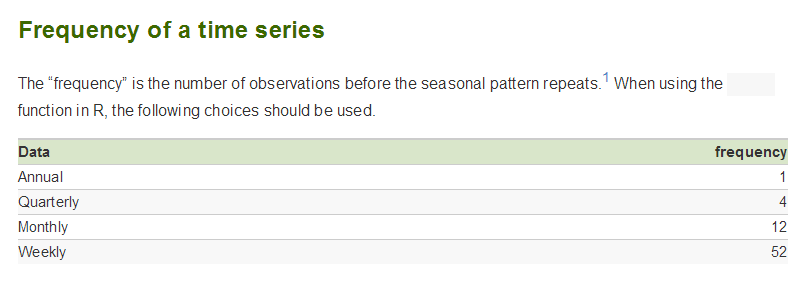 Frequency of a time series
The “frequency” is the number of observations before the seasonal pattern repeats.1 When using the
function in R, the following choices should be used.
Data frequency
Annual 1
Quarterly 4
Monthly 12
Weekly 52